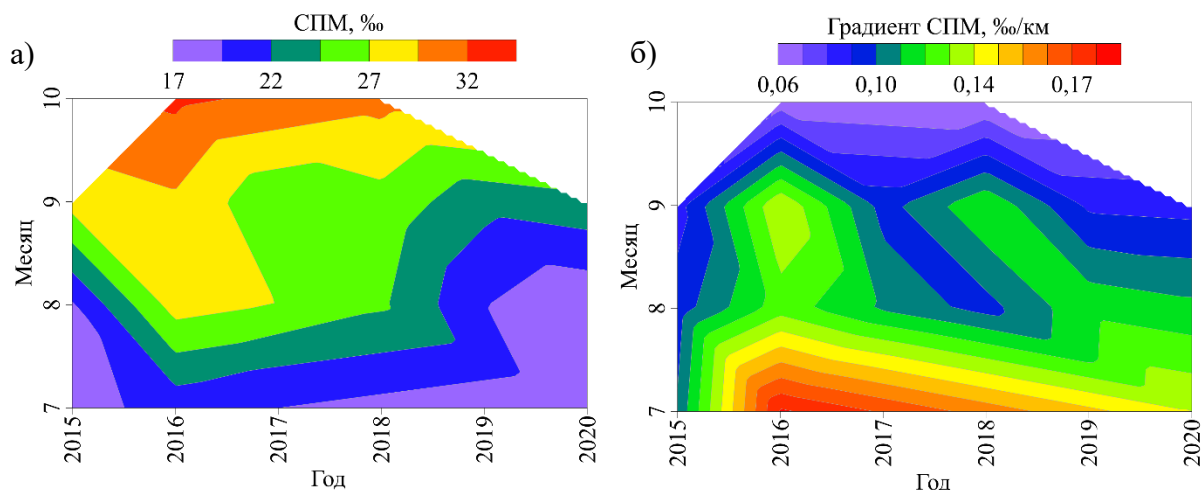 а)
СПМ, ‰
17 22 27 32
Месяц
10
9
8
7
2015 2016 2017 2018 2019 2020
Год
б)
Градиент СПМ, ‰/км
0,06 0,10 0,14 0,17
Месяц
10
9
8
7
2015 2016 2017 2018 2019 2020
Год